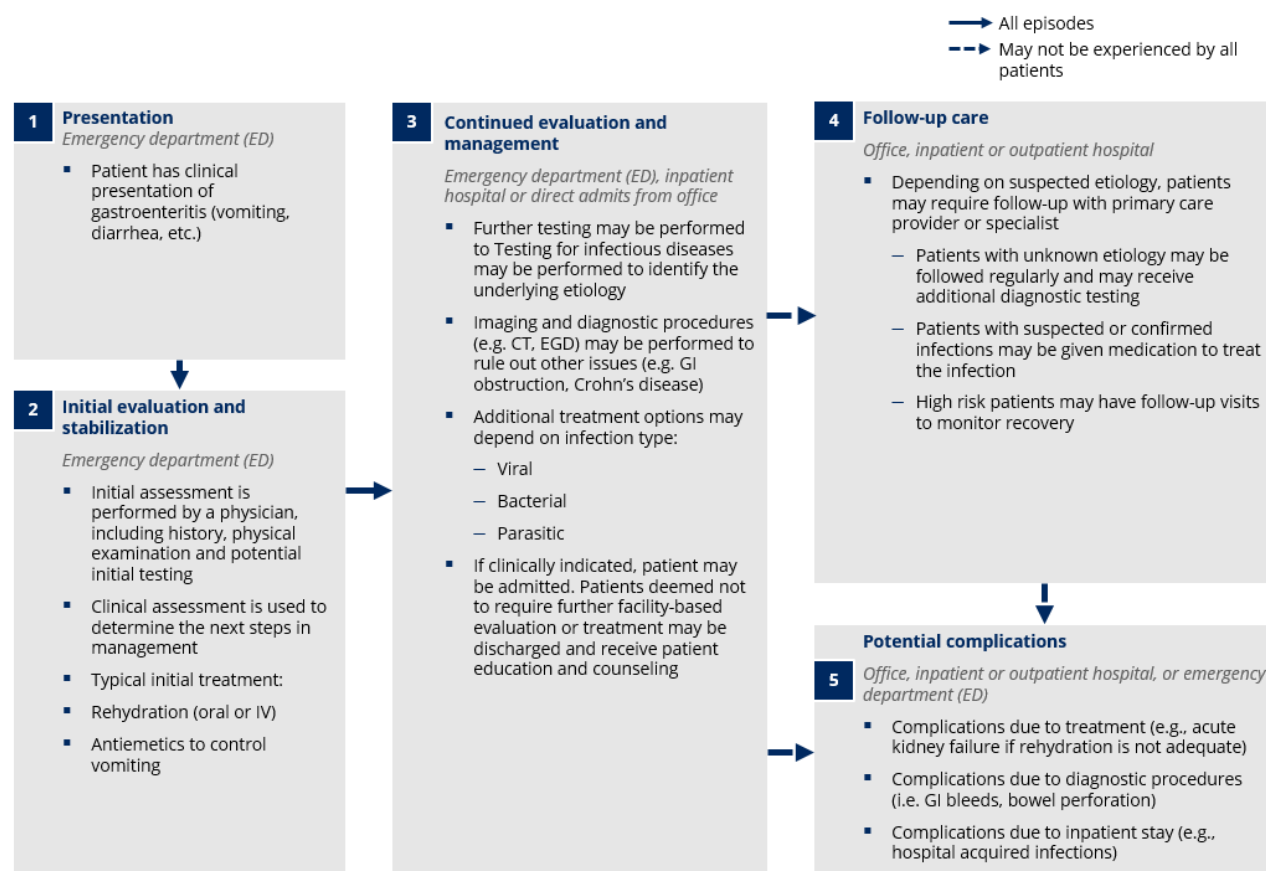 All episodes
May not be experienced by all
patients
1
Presentation
Emergency department (ED)
▪ Patient has clinical
presentation of
gastroenteritis (vomiting,
diarrhea, etc.)
2
Initial evaluation and
stabilization
Emergency department (ED)
▪ Initial assessment is
performed by a physician,
including history, physical
examination and potential
initial testing
▪ Clinical assessment is used to
determine the next steps in
management
▪ Typical initial treatment:
▪ Rehydration (oral or IV)
▪ Antiemetics to control
vomiting
3
Continued evaluation and
management
Emergency department (ED), inpatient
hospital or direct admits from office
▪ Further testing may be performed
to Testing for infectious diseases
may be performed to identify the
underlying etiology
▪ Imaging and diagnostic procedures
(e.g. CT, EGD) may be performed to
rule out other issues (e.g. GI
obstruction, Crohn's disease)
▪ Additional treatment options may
depend on infection type:
– Viral
– Bacterial
– Parasitic
▪ If clinically indicated, patient may
be admitted. Patients deemed not
to require further facility-based
evaluation or treatment may be
discharged and receive patient
education and counseling
4
Follow-up care
Office, inpatient or outpatient hospital
▪ Depending on suspected etiology, patients
may require follow-up with primary care
provider or specialist
– Patients with unknown etiology may be
followed regularly and may receive
additional diagnostic testing
– Patients with suspected or confirmed
infections may be given medication to treat
the infection
– High risk patients may have follow-up visits
to monitor recovery
Potential complications
5
Office, inpatient or outpatient hospital, or emergency
department (ED)
▪ Complications due to treatment (e.g., acute
kidney failure if rehydration is not adequate)
▪ Complications due to diagnostic procedures
(i.e. GI bleeds, bowel perforation)
▪ Complications due to inpatient stay (e.g.,
hospital acquired infections)